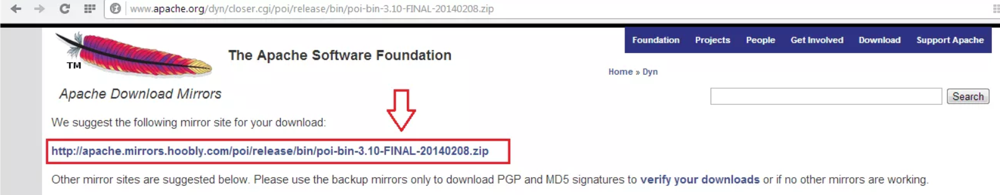 www.apache.org/dyn/closer.cgi/poi/release/bin/poi-bin-3.10-FINAL-20140208.zip
Foundation Projects People Get Involved Download Support Apache
TM
The Apache Software Foundation
Home » Dyn
Apache Download Mirrors
Search
We suggest the following mirror site for your download:
http://apache.mirrors.hoobly.com/poi/release/bin/poi-bin-3.10-FINAL-20140208.zip
Other mirror sites are suggested below. Please use the backup mirrors only to download PGP and MD5 signatures to verify your downloads or if no other mirrors are working.